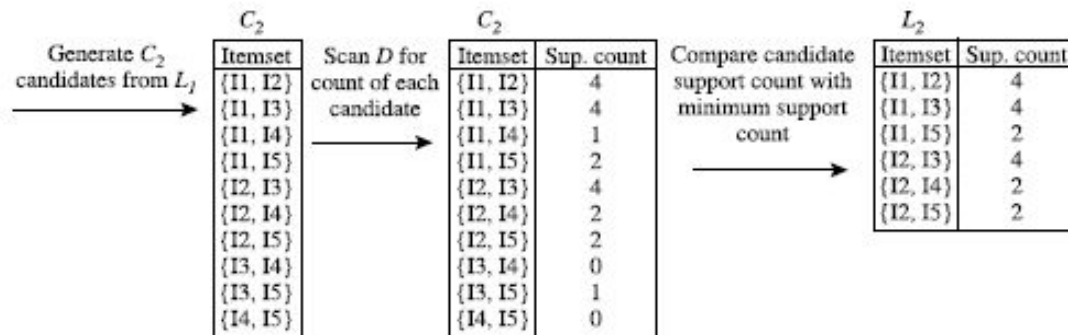 C2
C2
L2
Generate C2
candidates from L1
Itemset
{I1, I2}
{I1, I3}
{I1, I4}
{I1, I5}
{I2, I3}
{I2, I4}
{I2, I5}
{I3, I4}
{I3, I5}
{I4, I5}
Scan D for
count of each
candidate
Itemset Sup. count
{I1, I2} 4
{I1, I3} 4
{I1, I4} 1
{I1, I5} 2
{I2, I3} 4
{I2, I4} 2
{I2, I5} 2
{I3, I4} 0
{I3, I5} 1
{I4, I5} 0
Compare candidate
support count with
minimum support
count
Itemset Sup. count
{I1, I2} 4
{I1, I3} 4
{I1, I5} 2
{I2, I3} 4
{I2, I4} 2
{I2, I5} 2